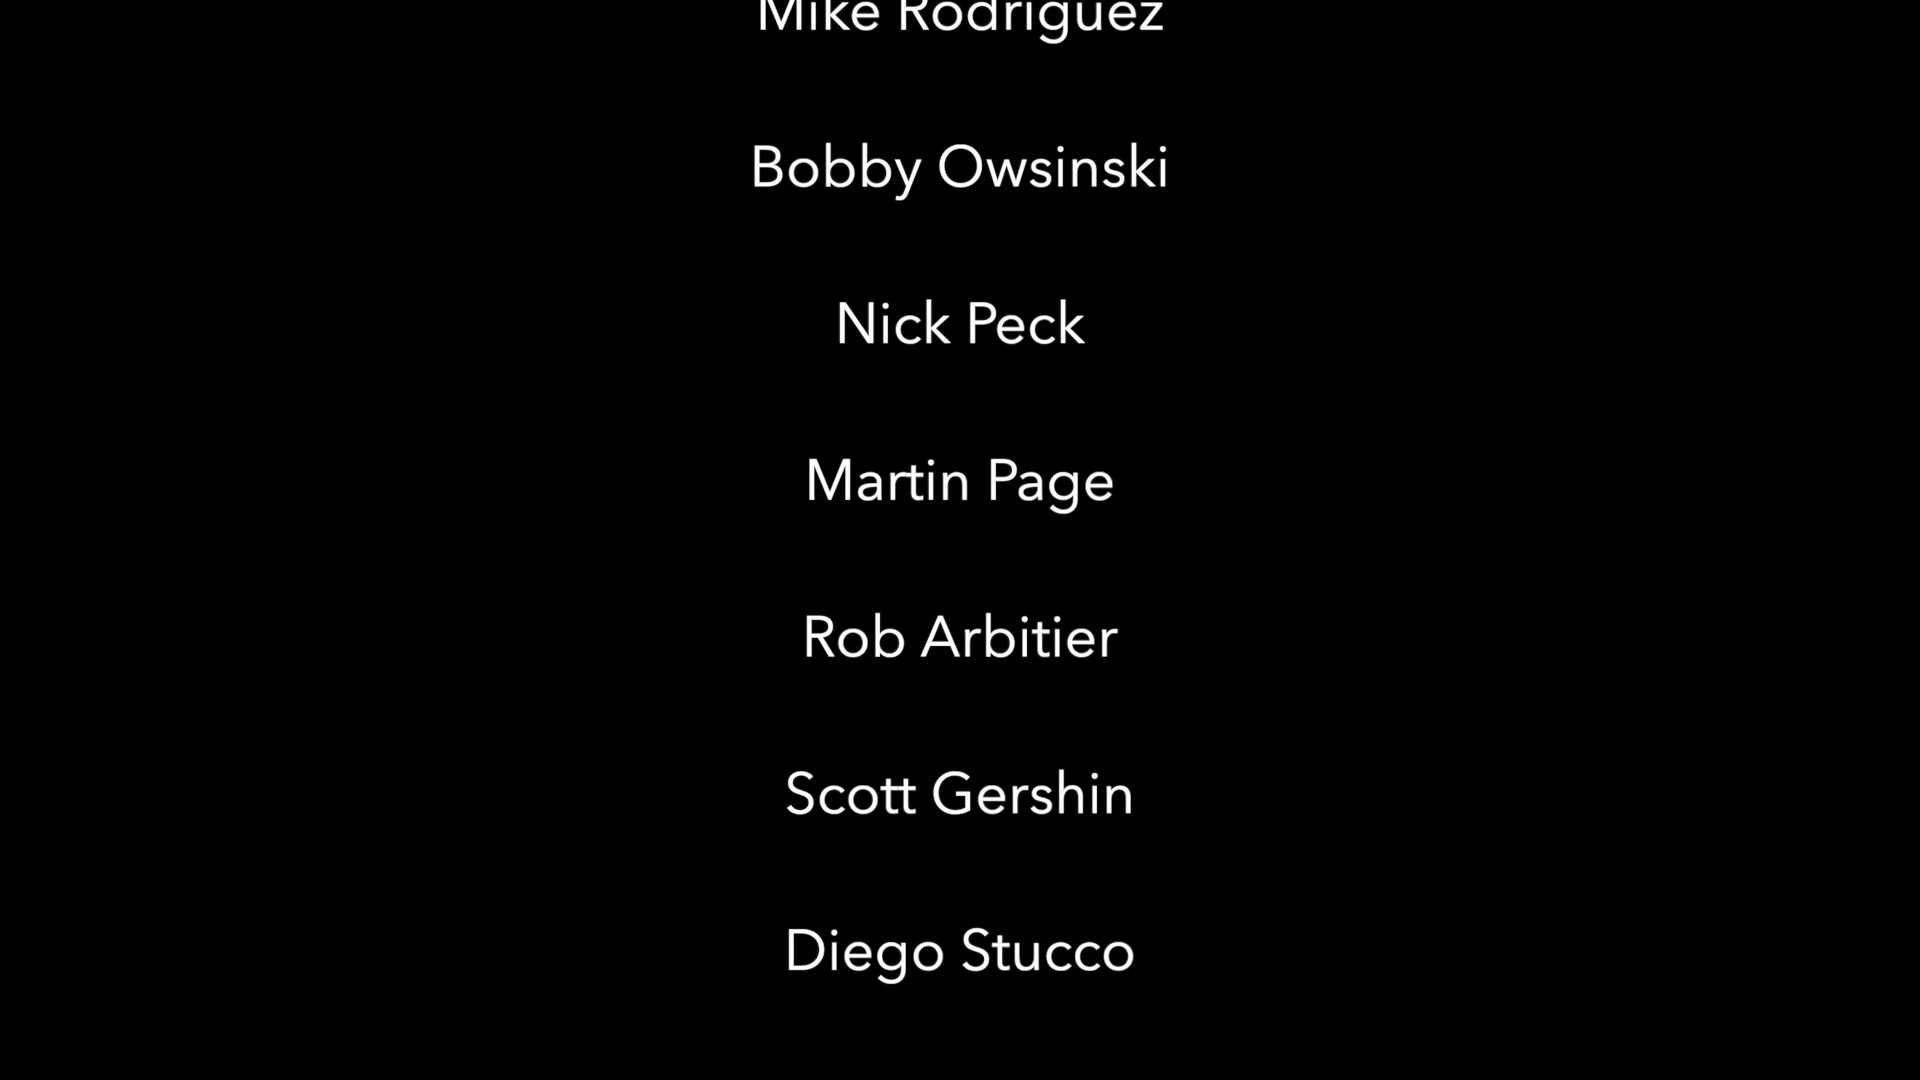 Mike Rodriguez
Bobby Owsinski
Nick Peck
Martin Page
Rob Arbitier
Scott Gershin
Diego Stucco